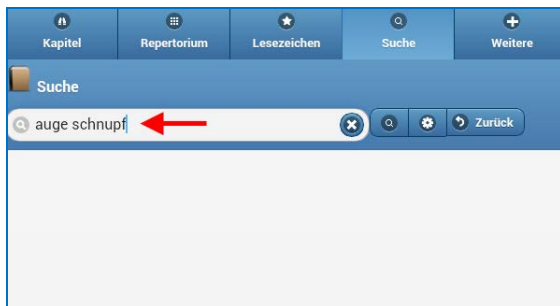 Kapitel Repertorium Lesezeichen Suche Weitere
Suche
auge schnupf Zurück